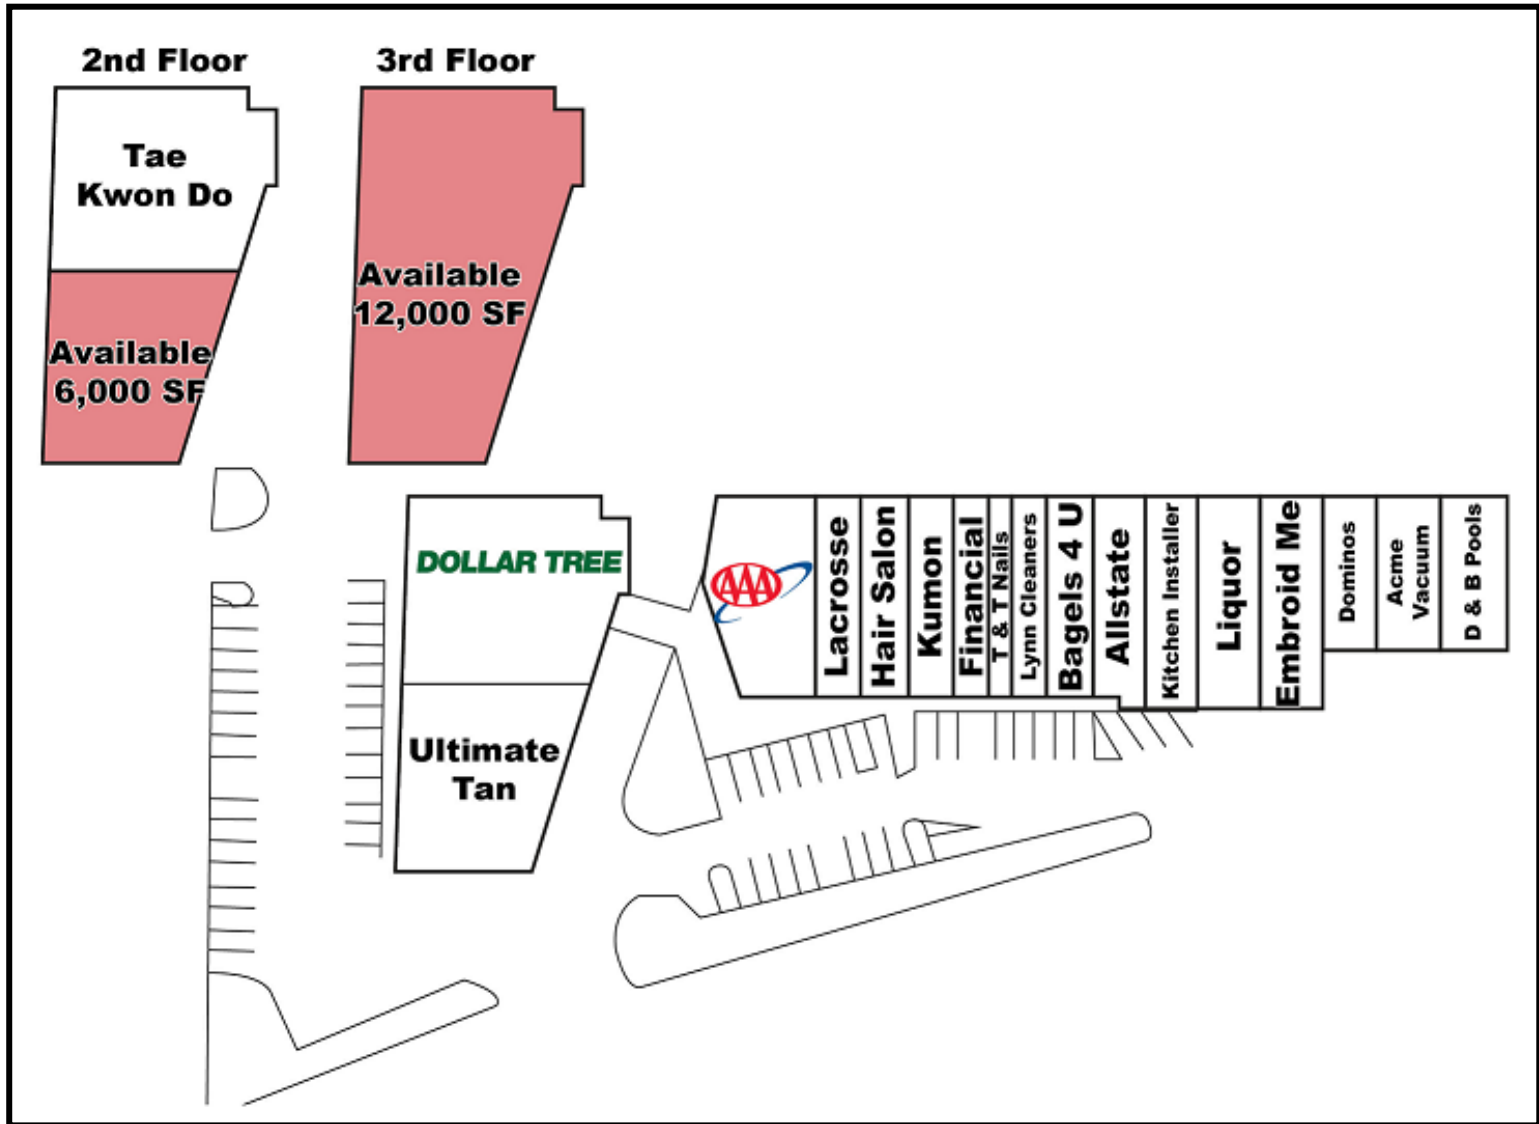 2nd Floor
3rd Floor
Tae
Kwon Do
Available
6,000 SF
Available
12,000 SF
DOLLAR TREE
Ultimate
Tan
AAA
Lacrosse
Hair Salon
Kumon
Financial
T & T Nails
Lynn Cleaners
Bagels 4 U
Allstate
Kitchen Installer
Liquor
Embroid Me
Dominos
Acme
Vacuum
D & B Pools